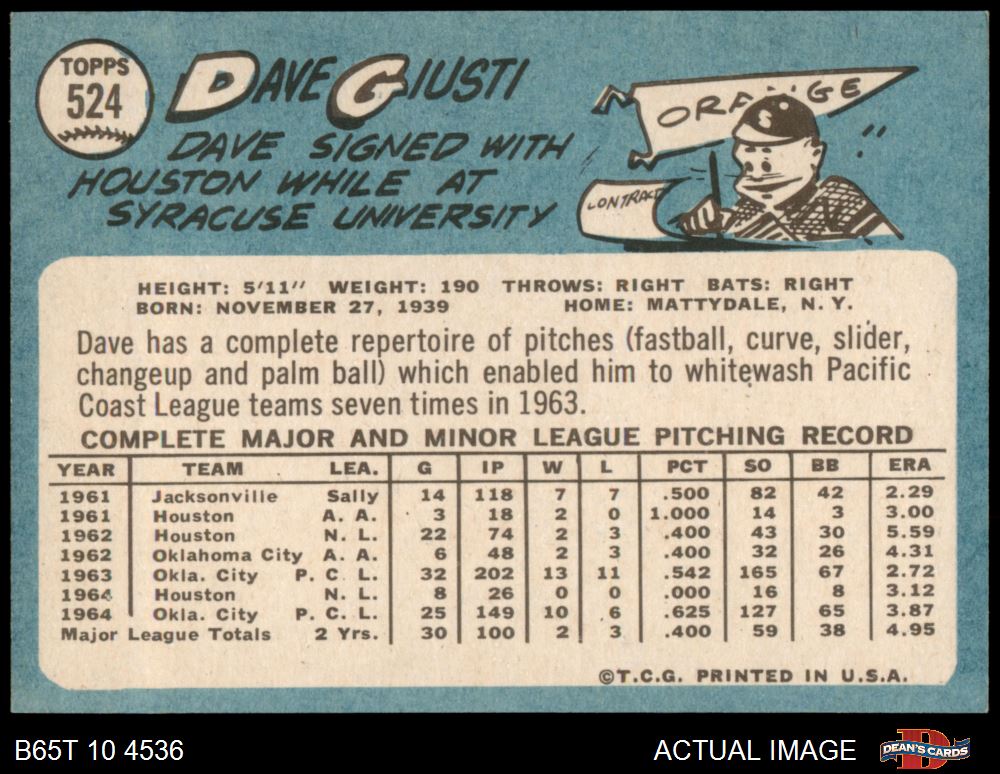 TOPPS
524
DAVE GIUSTI
DAVE SIGNED WITH
HOUSTON WHILE AT
SYRACUSE UNIVERSITY
ORANGE
S
CONTRACT
HEIGHT: 5'11" WEIGHT: 190 THROWS: RIGHT BATS: RIGHT
BORN: NOVEMBER 27, 1939 HOME: MATTYDALE, N. Y.
Dave has a complete repertoire of pitches (fastball, curve, slider,
changeup and palm ball) which enabled him to whitewash Pacific
Coast League teams seven times in 1963.
COMPLETE MAJOR AND MINOR LEAGUE PITCHING RECORD
YEAR TEAM LEA. G IP W L PCT SO BB ERA
1961 Jacksonville Sally 14 118 7 7 .500 82 42 2.29
1961 Houston A. A. 3 18 2 0 1.000 14 3 3.00
1962 Houston N. L. 22 74 2 3 .400 43 30 5.59
1962 Oklahoma City A. A. 6 48 2 3 .400 32 26 4.31
1963 Okla. City P. C. L. 32 202 13 11 .542 165 67 2.72
1964 Houston N. L. 8 26 0 0 .000 16 8 3.12
1964 Okla. City P. C. L. 25 149 10 6 .625 127 65 3.87
Major League Totals 2 Yrs. 30 100 2 3 .400 59 38 4.95
©T.C.G. PRINTED IN U.S.A.
B65T 10 4536 ACTUAL IMAGE DEAN'S CARDS